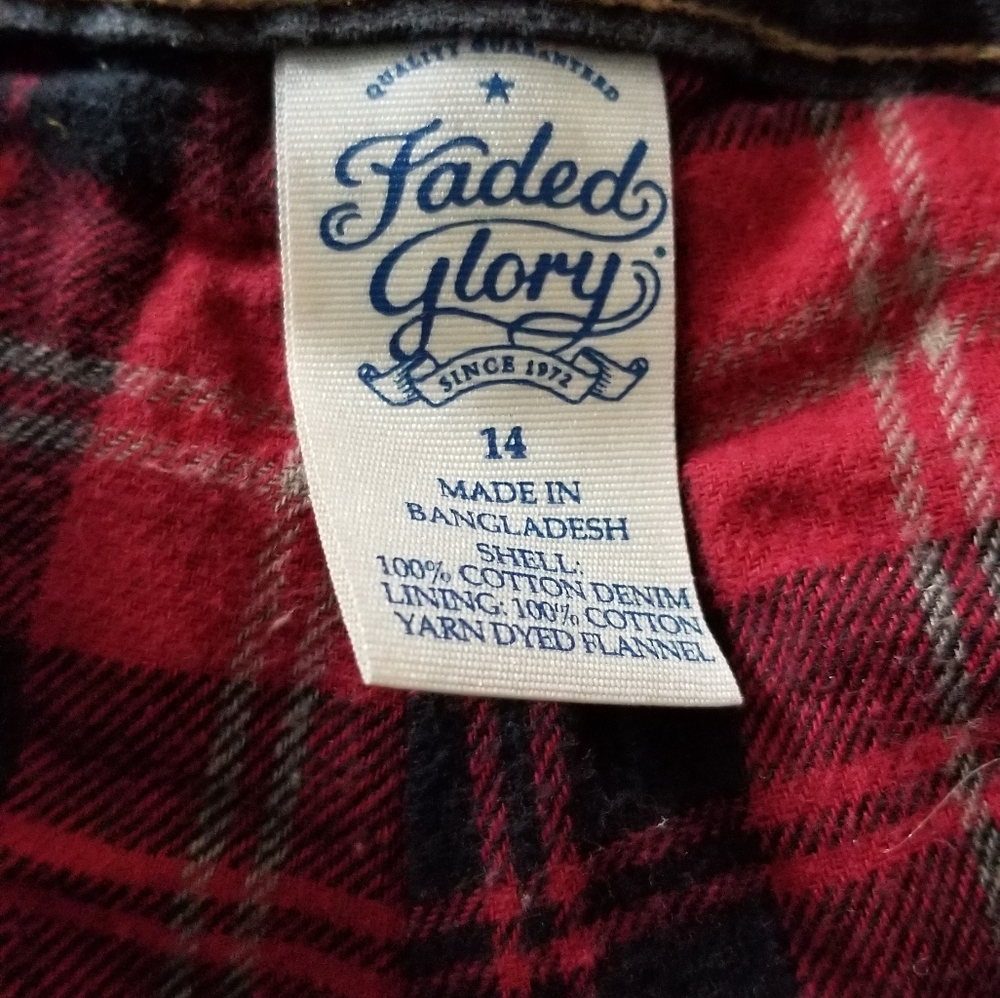 QUALITY GUARANTEED
Faded
Glory
SINCE 1972
14
MADE IN
BANGLADESH
SHELL:
100% COTTON DENIM
LINING: 100% COTTON
YARN DYED FLANNEL